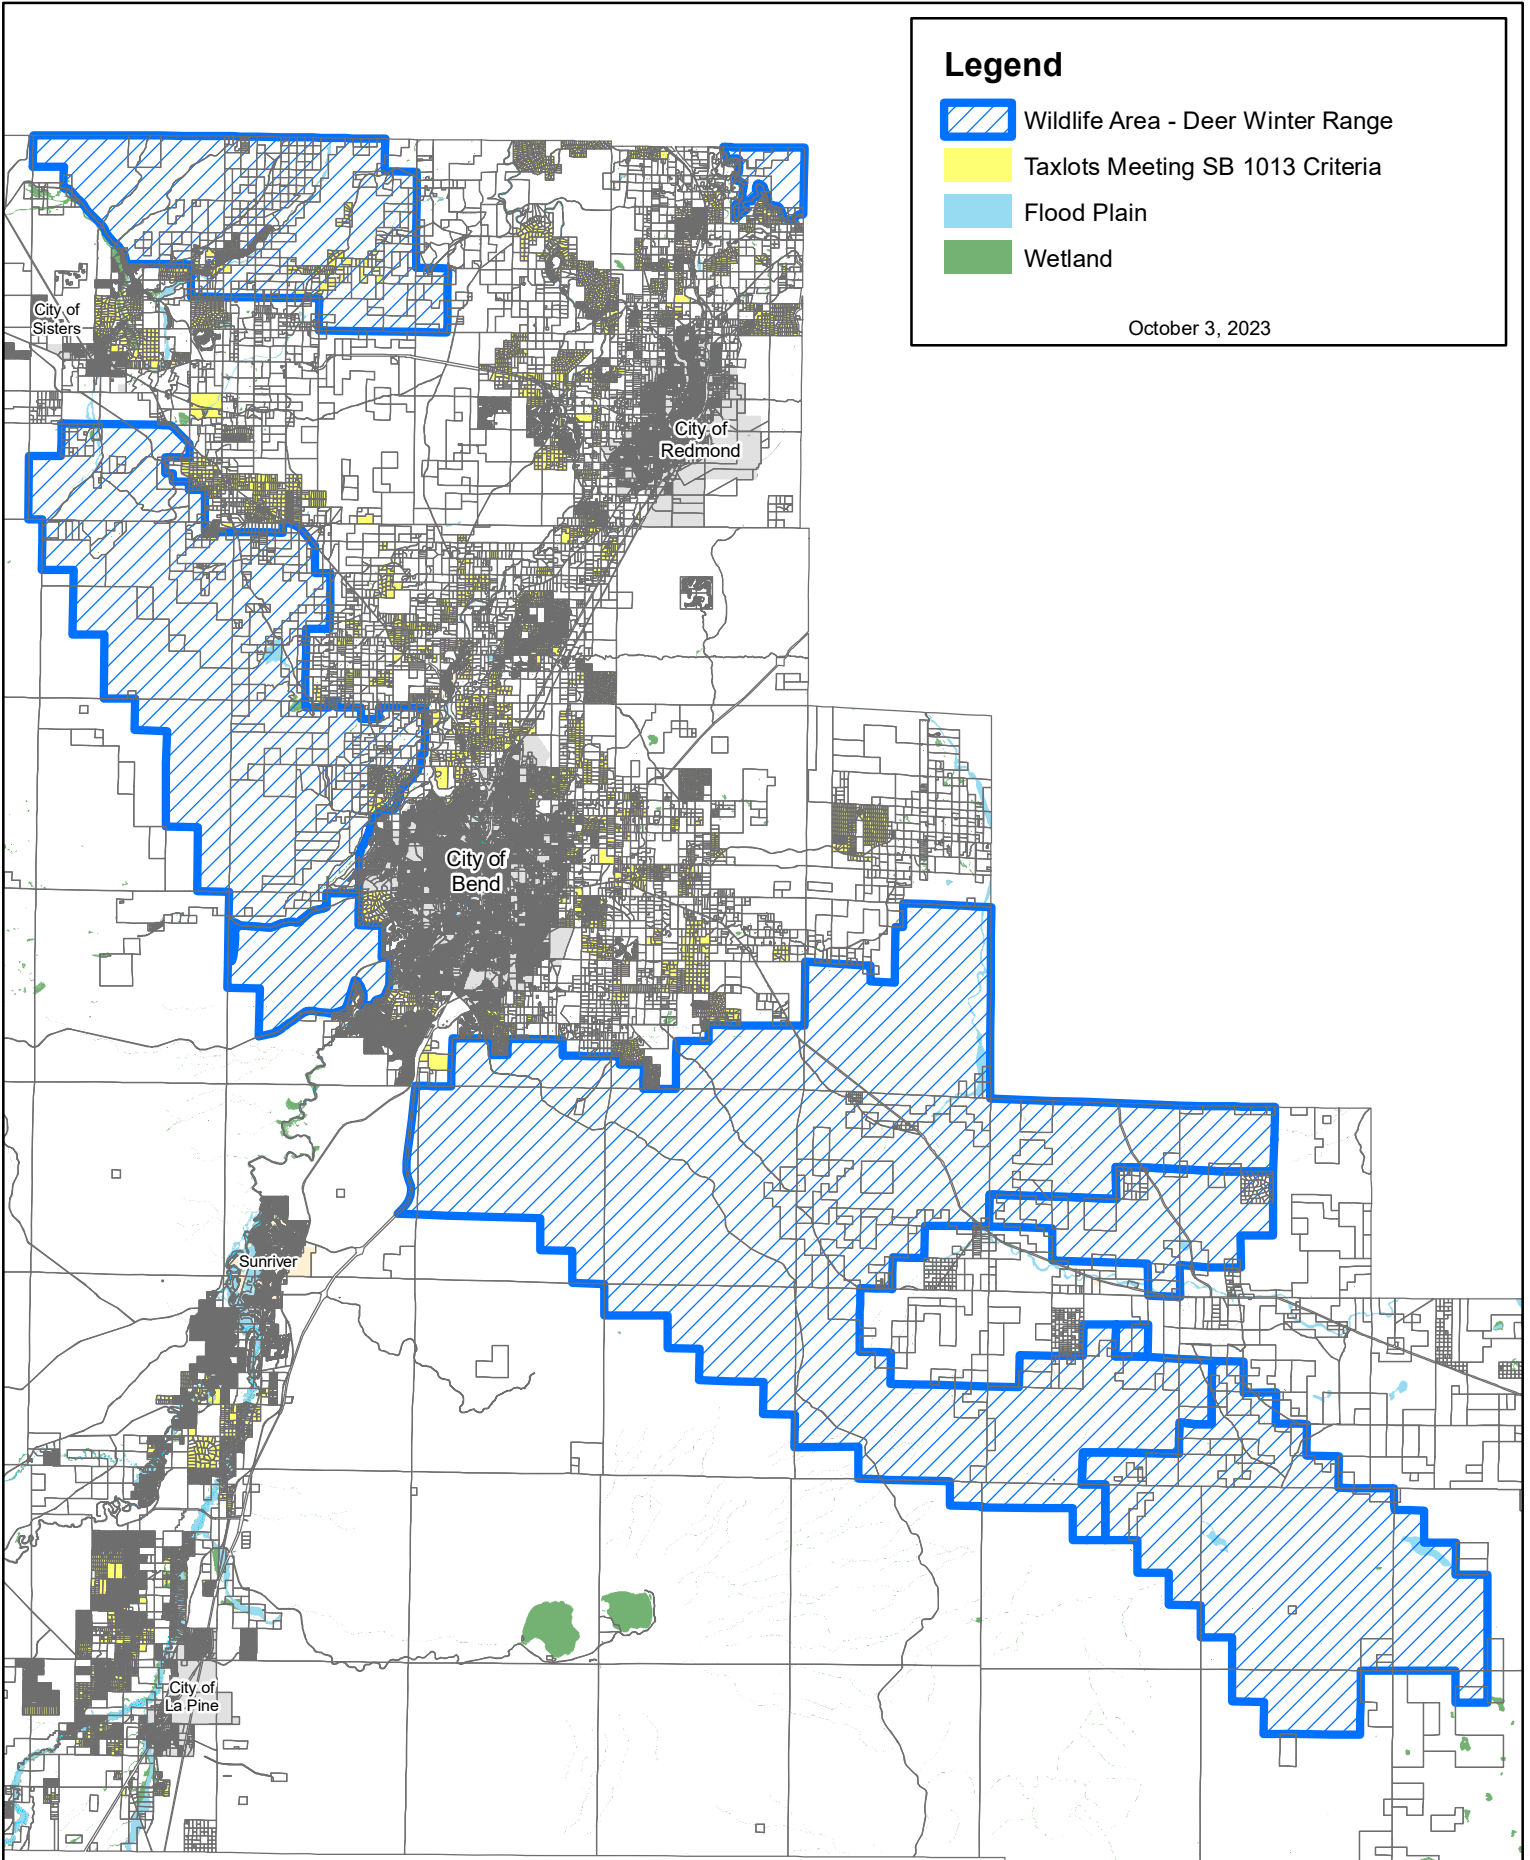 Legend
Wildlife Area - Deer Winter Range
Taxlots Meeting SB 1013 Criteria
Flood Plain
Wetland
October 3, 2023
City of
Sisters
City of
Redmond
City of
Bend
Sunriver
City of
La Pine